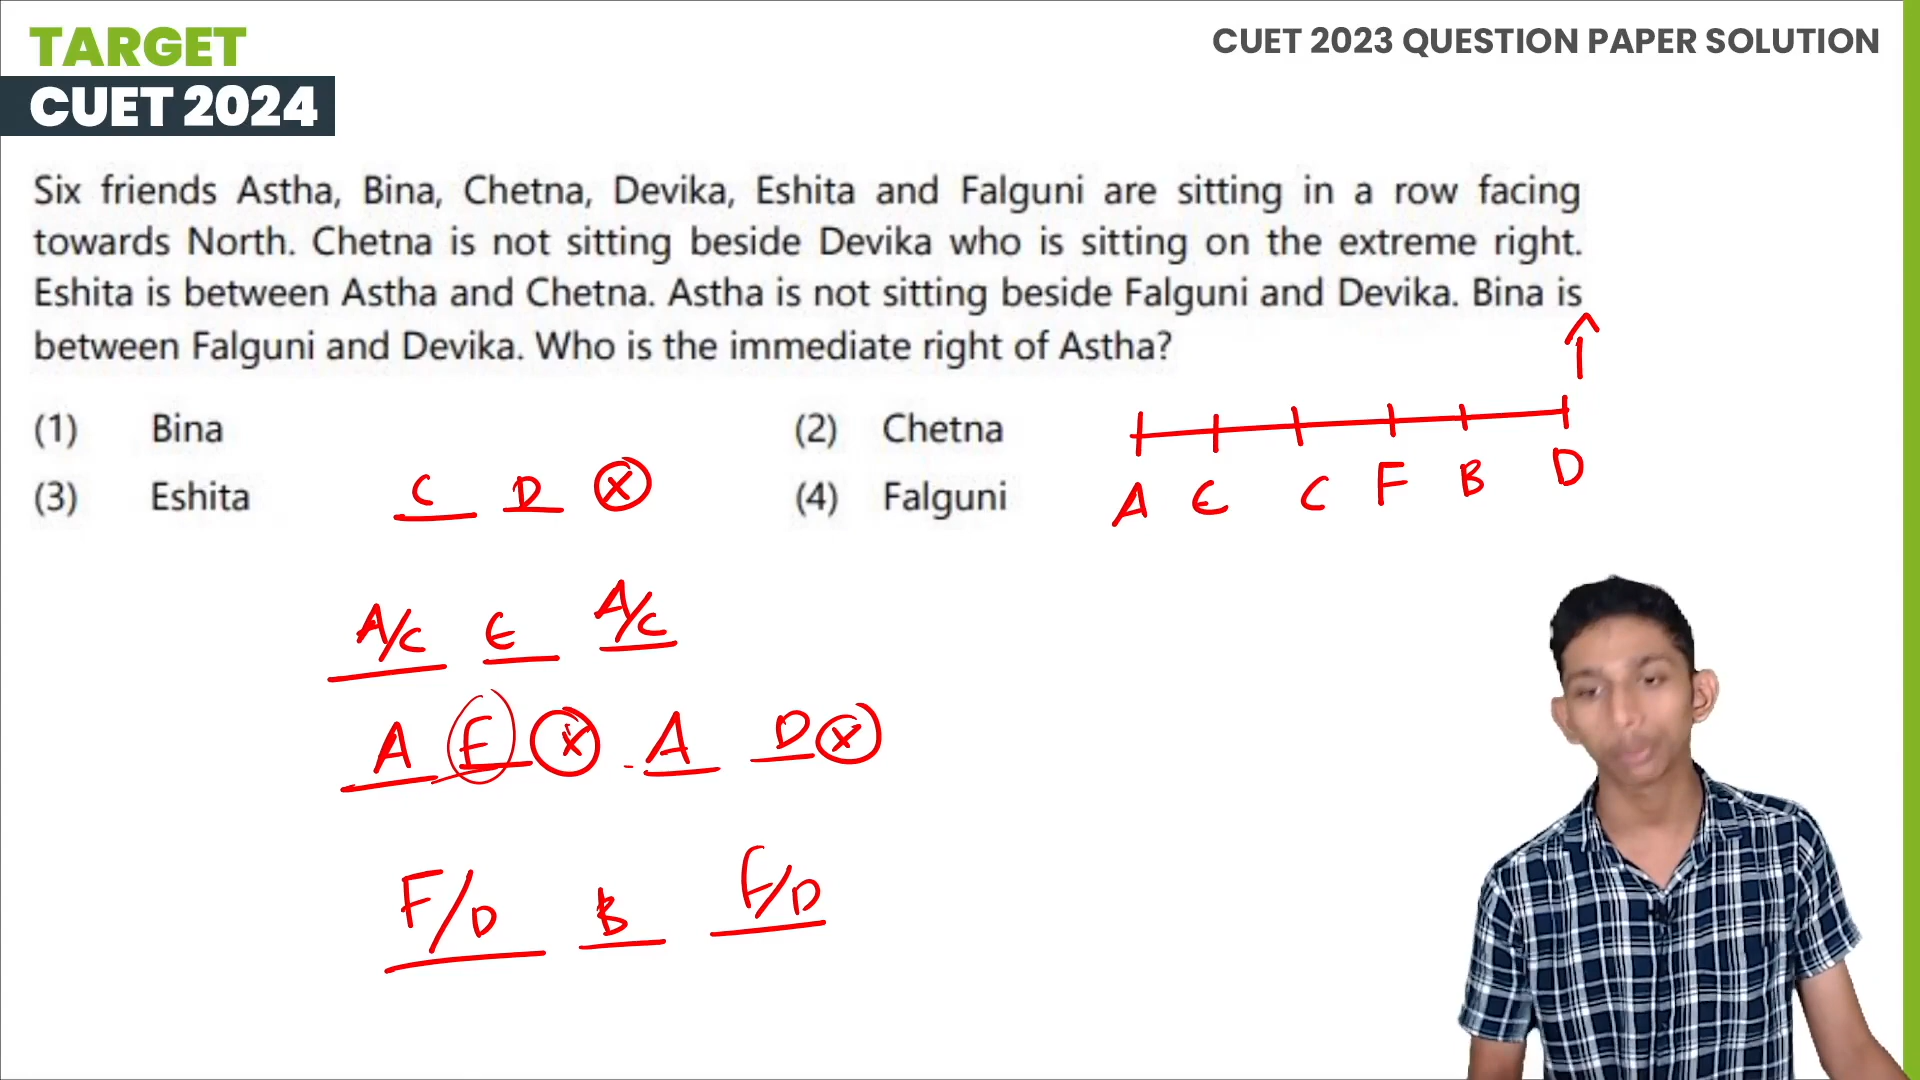 TARGET
CUET 2024
CUET 2023 QUESTION PAPER SOLUTION
Six friends Astha, Bina, Chetna, Devika, Eshita and Falguni are sitting in a row facing
towards North. Chetna is not sitting beside Devika who is sitting on the extreme right.
Eshita is between Astha and Chetna. Astha is not sitting beside Falguni and Devika. Bina is
between Falguni and Devika. Who is the immediate right of Astha?
(1) Bina (2) Chetna
(3) Eshita (4) Falguni
A E C F B D
C D X
A/C E A/C
A F X A D X
F/D B F/D